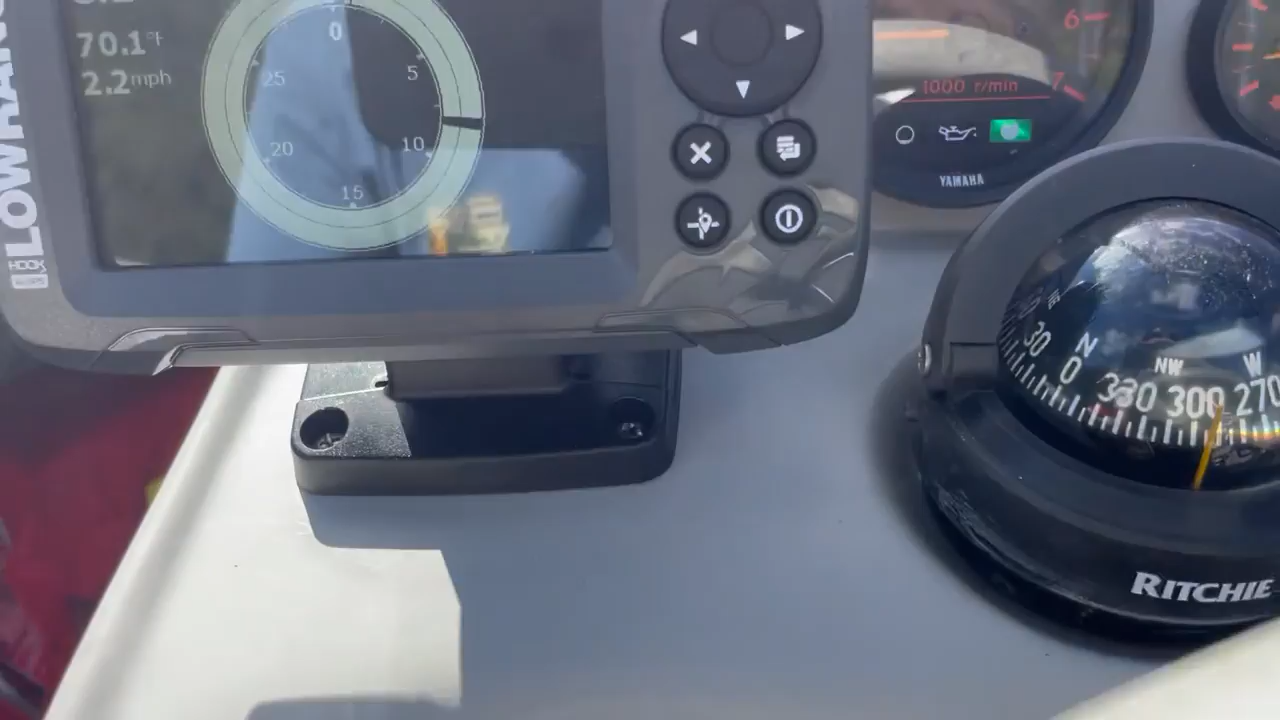 LOWRANCE
HOOK
70.1°F
2.2mph
0
5
10
15
20
25
6
7
1000 r/min
YAMAHA
30
N
0
330
NW
300
W
270
RITCHIE